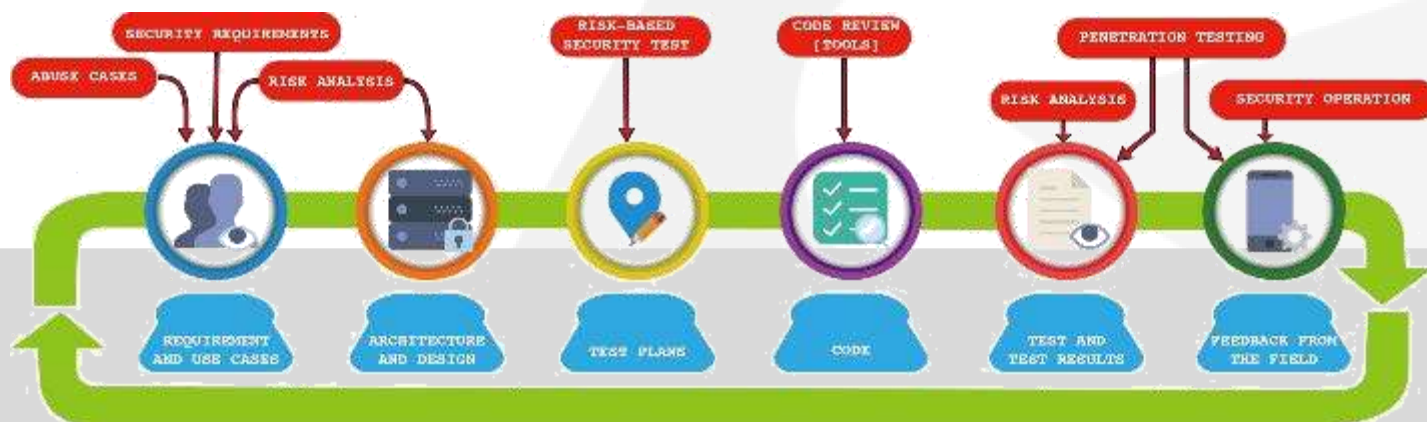 SECURITY REQUIREMENTS
ABUSE CASES
RISK ANALYSIS
RISK-BASED
SECURITY TEST
CODE REVIEW
[TOOLS]
PENETRATION TESTING
RISK ANALYSIS
SECURITY OPERATION
REQUIREMENT
AND USE CASES
ARCHITECTURE
AND DESIGN
TEST PLANS
CODE
TEST AND
TEST RESULTS
FEEDBACK FROM
THE FIELD